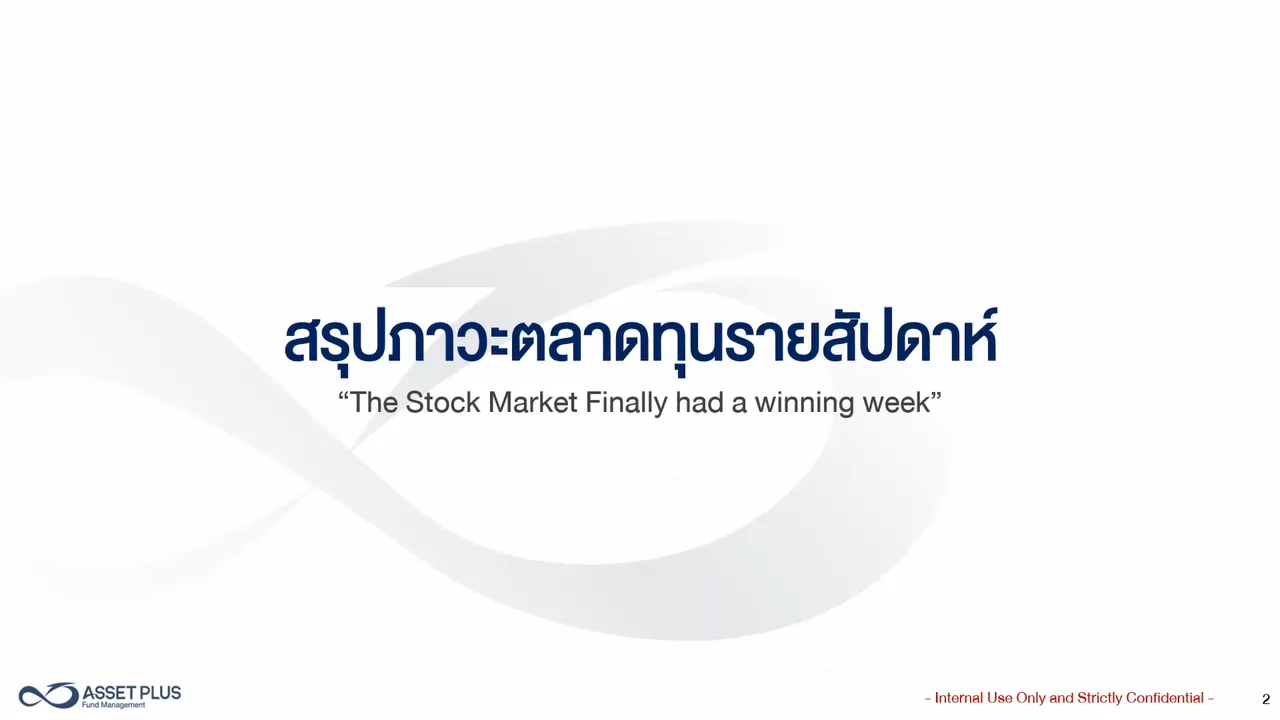 สรุปภาวะตลาดทุนรายสัปดาห์
“The Stock Market Finally had a winning week”
ASSET PLUS
Fund Management
- Internal Use Only and Strictly Confidential -
2